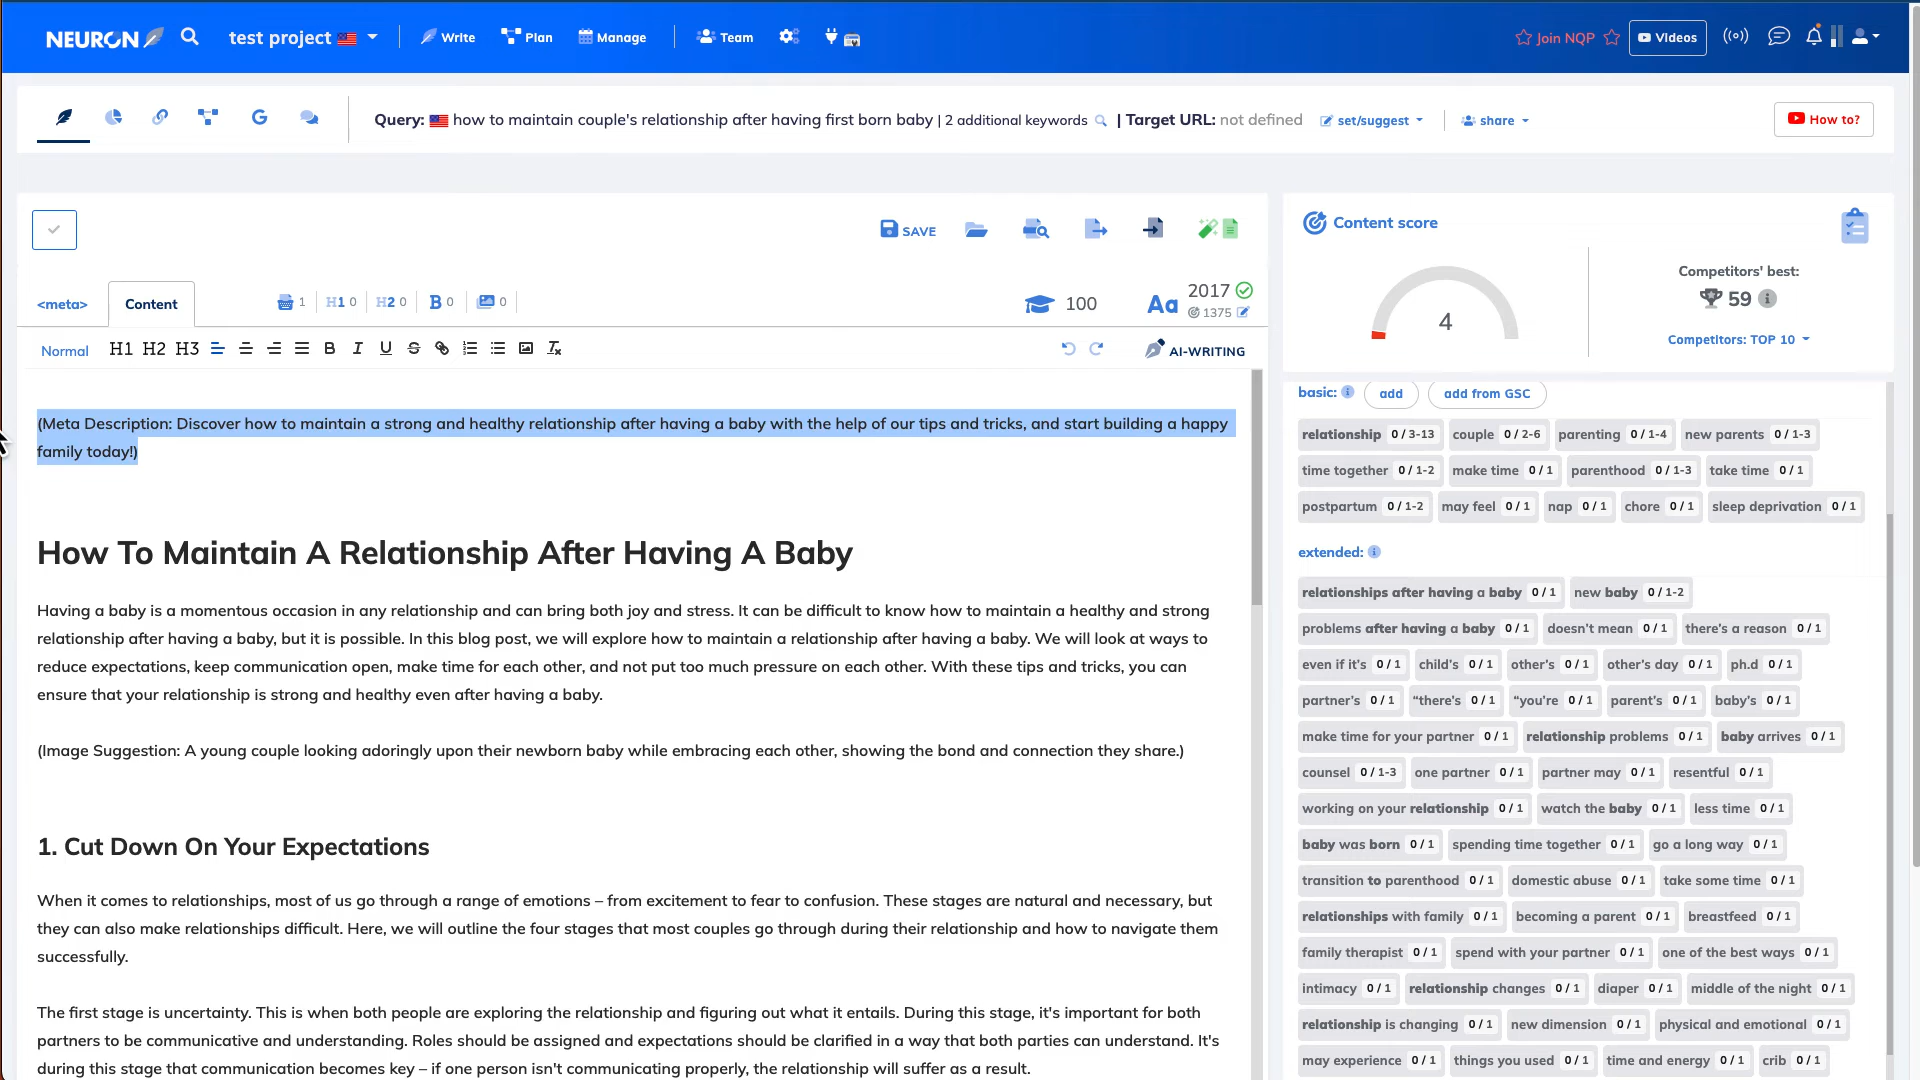 NEURON test project Write Plan Manage Team Join NQP Videos
Query: how to maintain couple's relationship after having first born baby | 2 additional keywords | Target URL: not defined set/suggest share How to?
SAVE
<meta> Content 1 H1 0 H2 0 B 0 0 100 Aa 2017 1375
Normal H1 H2 H3 B I U S AI-WRITING
(Meta Description: Discover how to maintain a strong and healthy relationship after having a baby with the help of our tips and tricks, and start building a happy
family today!)
How To Maintain A Relationship After Having A Baby
Having a baby is a momentous occasion in any relationship and can bring both joy and stress. It can be difficult to know how to maintain a healthy and strong
relationship after having a baby, but it is possible. In this blog post, we will explore how to maintain a relationship after having a baby. We will look at ways to
reduce expectations, keep communication open, make time for each other, and not put too much pressure on each other. With these tips and tricks, you can
ensure that your relationship is strong and healthy even after having a baby.
(Image Suggestion: A young couple looking adoringly upon their newborn baby while embracing each other, showing the bond and connection they share.)
1. Cut Down On Your Expectations
When it comes to relationships, most of us go through a range of emotions – from excitement to fear to confusion. These stages are natural and necessary, but
they can also make relationships difficult. Here, we will outline the four stages that most couples go through during their relationship and how to navigate them
successfully.
The first stage is uncertainty. This is when both people are exploring the relationship and figuring out what it entails. During this stage, it's important for both
partners to be communicative and understanding. Roles should be assigned and expectations should be clarified in a way that both parties can understand. It's
during this stage that communication becomes key – if one person isn't communicating properly, the relationship will suffer as a result.
Content score
4
Competitors' best:
59
Competitors: TOP 10
basic: add add from GSC
relationship 0 / 3-13 couple 0 / 2-6 parenting 0 / 1-4 new parents 0 / 1-3
time together 0 / 1-2 make time 0 / 1 parenthood 0 / 1-3 take time 0 / 1
postpartum 0 / 1-2 may feel 0 / 1 nap 0 / 1 chore 0 / 1 sleep deprivation 0 / 1
extended:
relationships after having a baby 0 / 1 new baby 0 / 1-2
problems after having a baby 0 / 1 doesn't mean 0 / 1 there's a reason 0 / 1
even if it's 0 / 1 child's 0 / 1 other's 0 / 1 other's day 0 / 1 ph.d 0 / 1
partner's 0 / 1 “there's 0 / 1 “you're 0 / 1 parent's 0 / 1 baby's 0 / 1
make time for your partner 0 / 1 relationship problems 0 / 1 baby arrives 0 / 1
counsel 0 / 1-3 one partner 0 / 1 partner may 0 / 1 resentful 0 / 1
working on your relationship 0 / 1 watch the baby 0 / 1 less time 0 / 1
baby was born 0 / 1 spending time together 0 / 1 go a long way 0 / 1
transition to parenthood 0 / 1 domestic abuse 0 / 1 take some time 0 / 1
relationships with family 0 / 1 becoming a parent 0 / 1 breastfeed 0 / 1
family therapist 0 / 1 spend with your partner 0 / 1 one of the best ways 0 / 1
intimacy 0 / 1 relationship changes 0 / 1 diaper 0 / 1 middle of the night 0 / 1
relationship is changing 0 / 1 new dimension 0 / 1 physical and emotional 0 / 1
may experience 0 / 1 things you used 0 / 1 time and energy 0 / 1 crib 0 / 1